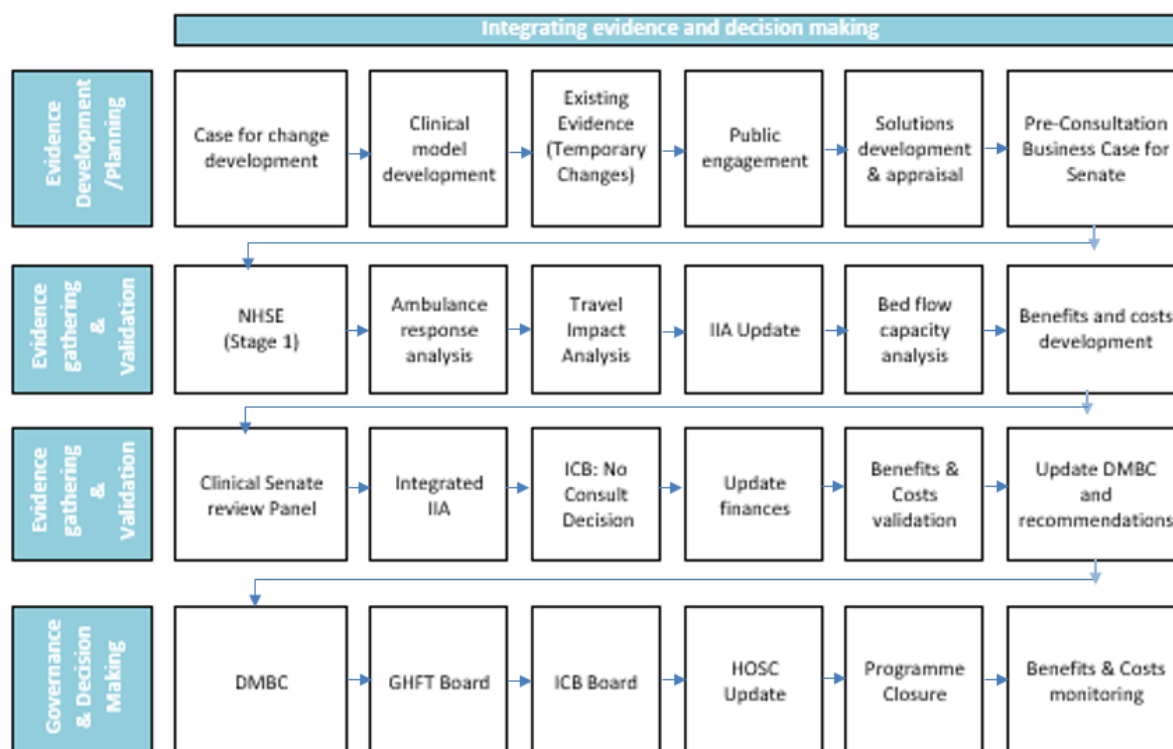 Integrating evidence and decision making
Evidence
Development
/Planning
Case for change
development
Clinical
model
development
Existing
Evidence
(Temporary
Changes)
Public
engagement
Solutions
development
& appraisal
Pre-Consultation
Business Case for
Senate
Evidence
gathering
&
Validation
NHSE
(Stage 1)
Ambulance
response
analysis
Travel
Impact
Analysis
IIA Update
Bed flow
capacity
analysis
Benefits and costs
development
Evidence
gathering
&
Validation
Clinical Senate
review Panel
Integrated
IIA
ICB: No
Consult
Decision
Update
finances
Benefits &
Costs
validation
Update DMBC
and
recommendations
Governance
& Decision
Making
DMBC
GHFT Board
ICB Board
HOSC
Update
Programme
Closure
Benefits & Costs
monitoring